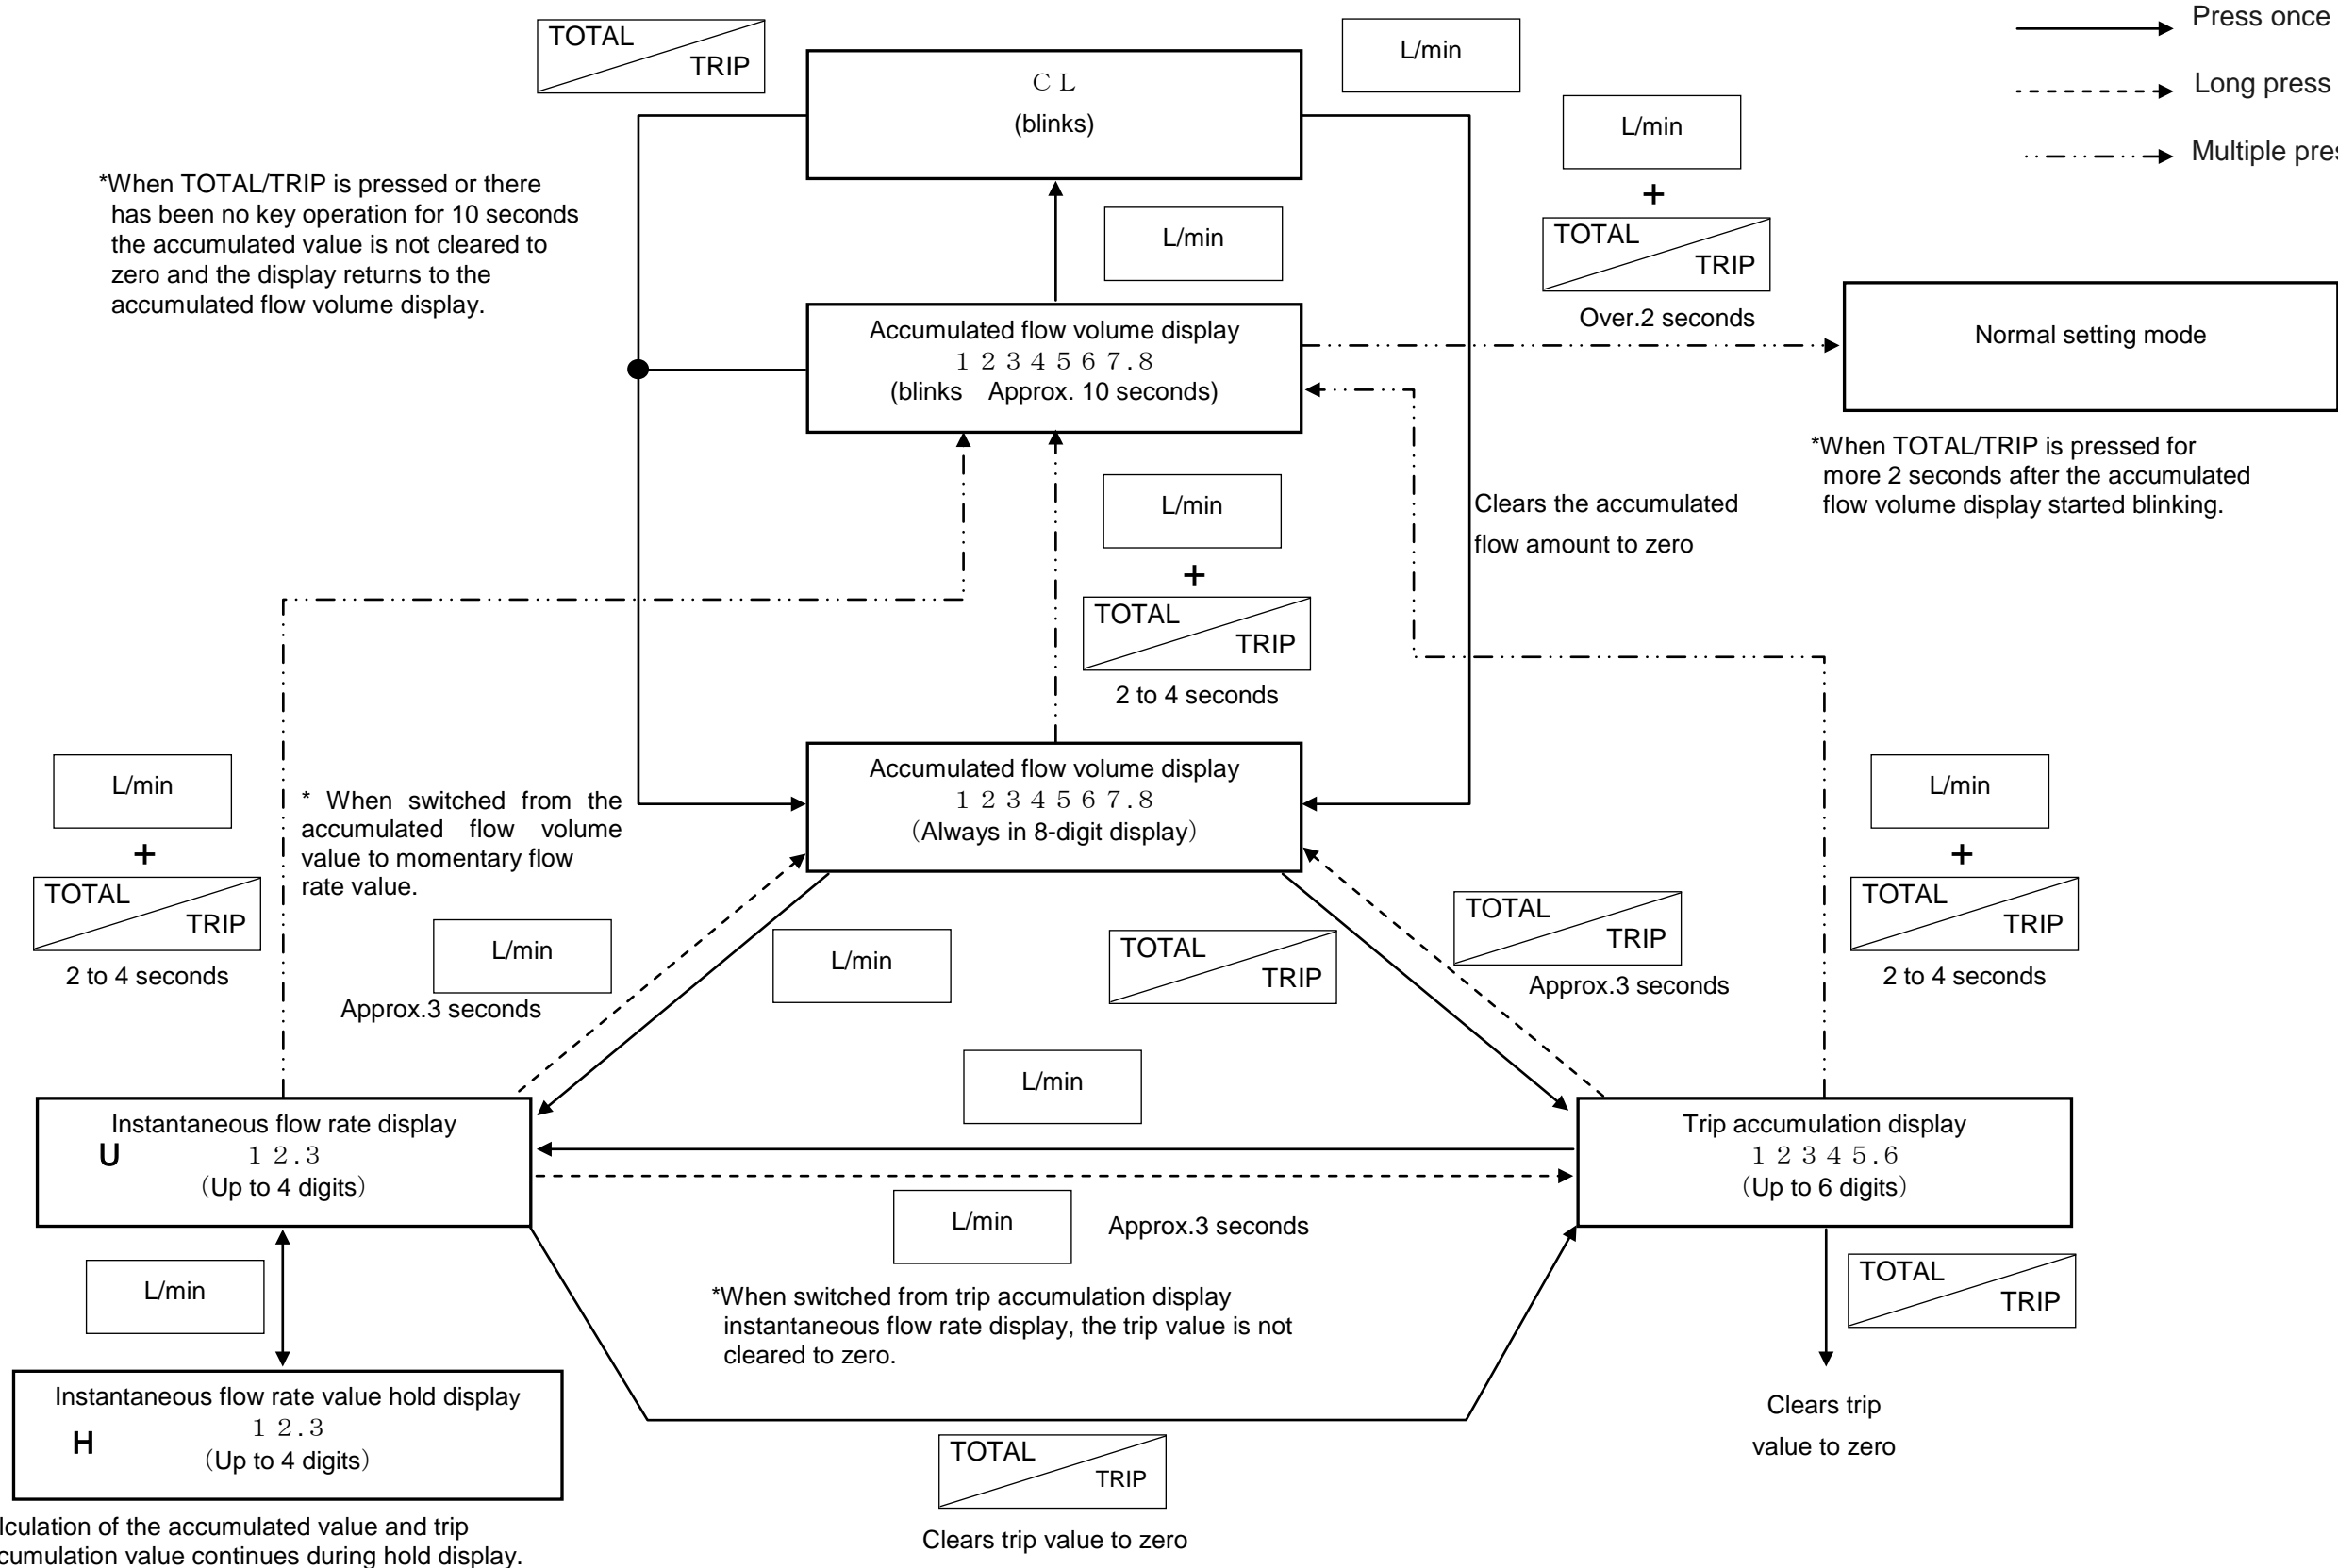 TOTAL
TRIP
L/min
Press once
Long press
CL
(blinks)
L/min
*When TOTAL/TRIP is pressed or there
has been no key operation for 10 seconds
the accumulated value is not cleared to
zero and the display returns to the
accumulated flow volume display.
Multiple
L/min
+
TOTAL
TRIP
Over.2 seconds
L/min
Accumulated flow volume display
1 2 3 4 5 6 7.8
(blinks Approx. 10 seconds)
Normal setting mode
*When TOTAL/TRIP is pressed for
more 2 seconds after the accumulated
flow volume display started blinking.
L/min
+
TOTAL
TRIP
2 to 4 seconds
Clears the accumulated
flow amount to zero
L/min
+
TOTAL
TRIP
2 to 4 seconds
* When switched from the
accumulated flow volume
value to momentary flow
rate value.
Accumulated flow volume display
1 2 3 4 5 6 7.8
(Always in 8-digit display)
L/min
+
TOTAL
TRIP
2 to 4 seconds
L/min
Approx.3 seconds
L/min
TOTAL
TRIP
TOTAL
TRIP
Approx.3 seconds
L/min
Instantaneous flow rate display
U 1 2.3
(Up to 4 digits)
Trip accumulation display
1 2 3 4 5.6
(Up to 6 digits)
L/min
Approx.3 seconds
L/min
*When switched from trip accumulation display
instantaneous flow rate display, the trip value is not
cleared to zero.
TOTAL
TRIP
Clears trip
value to zero
Instantaneous flow rate value hold display
H 1 2.3
(Up to 4 digits)
TOTAL
TRIP
Clears trip value to zero
of the accumulated value and trip
value continues during hold display.